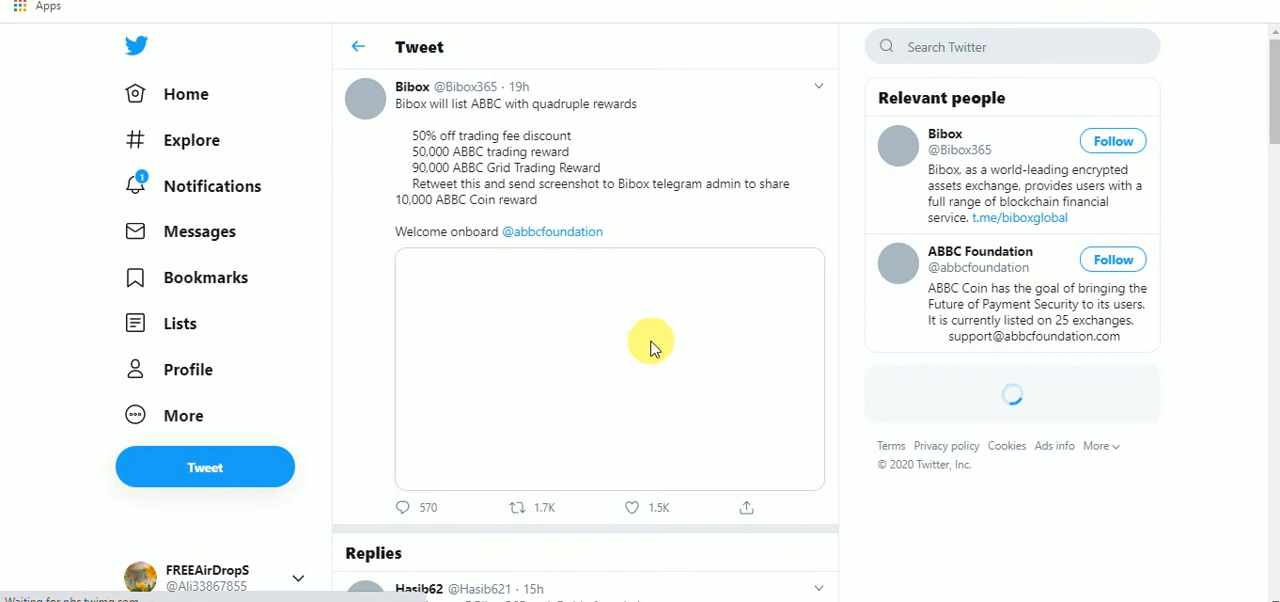 Apps
Tweet
Search Twitter
Bibox @Bibox365 · 19h
Bibox will list ABBC with quadruple rewards
50% off trading fee discount
50,000 ABBC trading reward
90,000 ABBC Grid Trading Reward
Retweet this and send screenshot to Bibox telegram admin to share
10,000 ABBC Coin reward
Welcome onboard @abbcfoundation
570 1.7K 1.5K
Replies
Hasib62 @Hasib621 · 15h
Home
Explore
1
Notifications
Messages
Bookmarks
Lists
Profile
More
Tweet
FREEAirDropS
@Ali33867855
Relevant people
Bibox
@Bibox365
Follow
Bibox, as a world-leading encrypted
assets exchange, provides users with a
full range of blockchain financial
service. t.me/biboxglobal
ABBC Foundation
@abbcfoundation
Follow
ABBC Coin has the goal of bringing the
Future of Payment Security to its users.
It is currently listed on 25 exchanges.
support@abbcfoundation.com
Terms Privacy policy Cookies Ads info More
© 2020 Twitter, Inc.